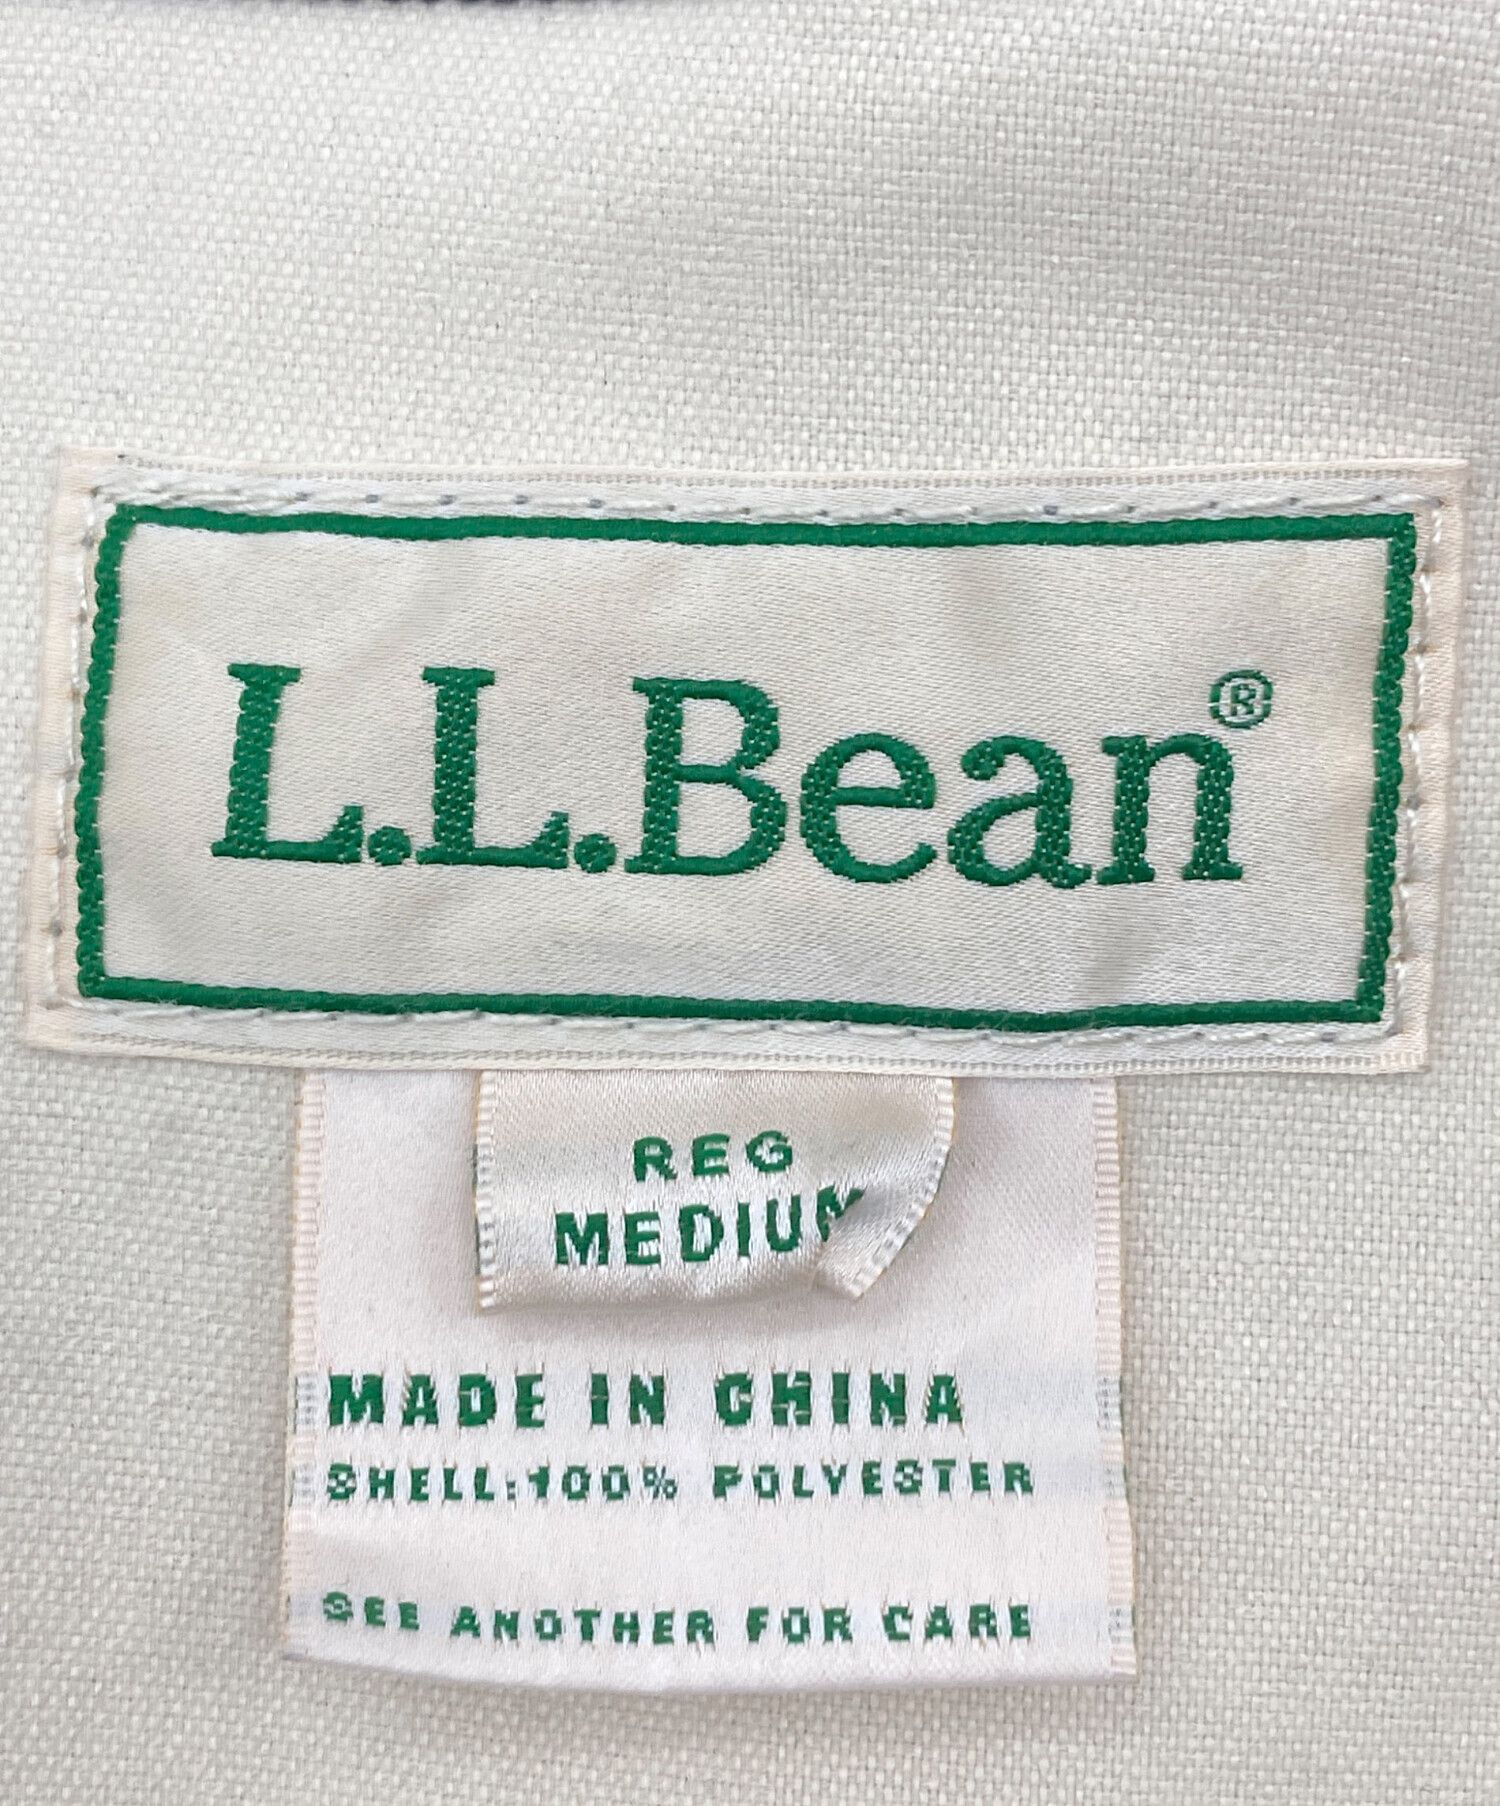 L.L.Bean®
REG
MEDIUM
MADE IN CHINA
SHELL:100% POLYESTER
SEE ANOTHER FOR CARE